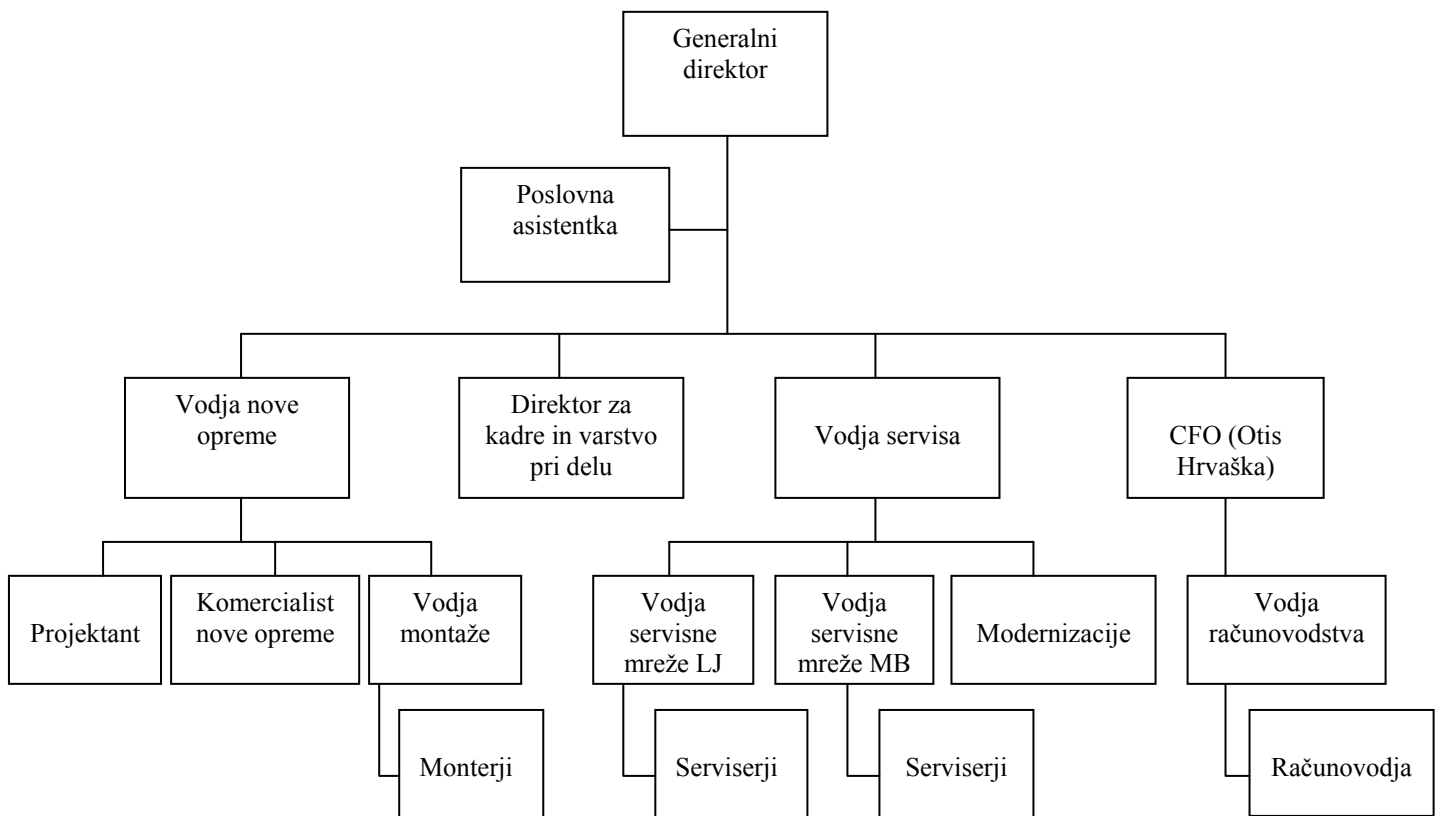 Generalni
direktor
Poslovna
asistentka
Vodja nove
opreme
Direktor za
kadre in varstvo
pri delu
Vodja servisa
CFO (Otis
Hrvaška)
Projektant
Komercialist
nove opreme
Vodja
montaže
Vodja
servisne
mreže LJ
Vodja
servisne
mreže MB
Modernizacije
Vodja
računovodstva
Monterji
Serviserji
Serviserji
Računovodja